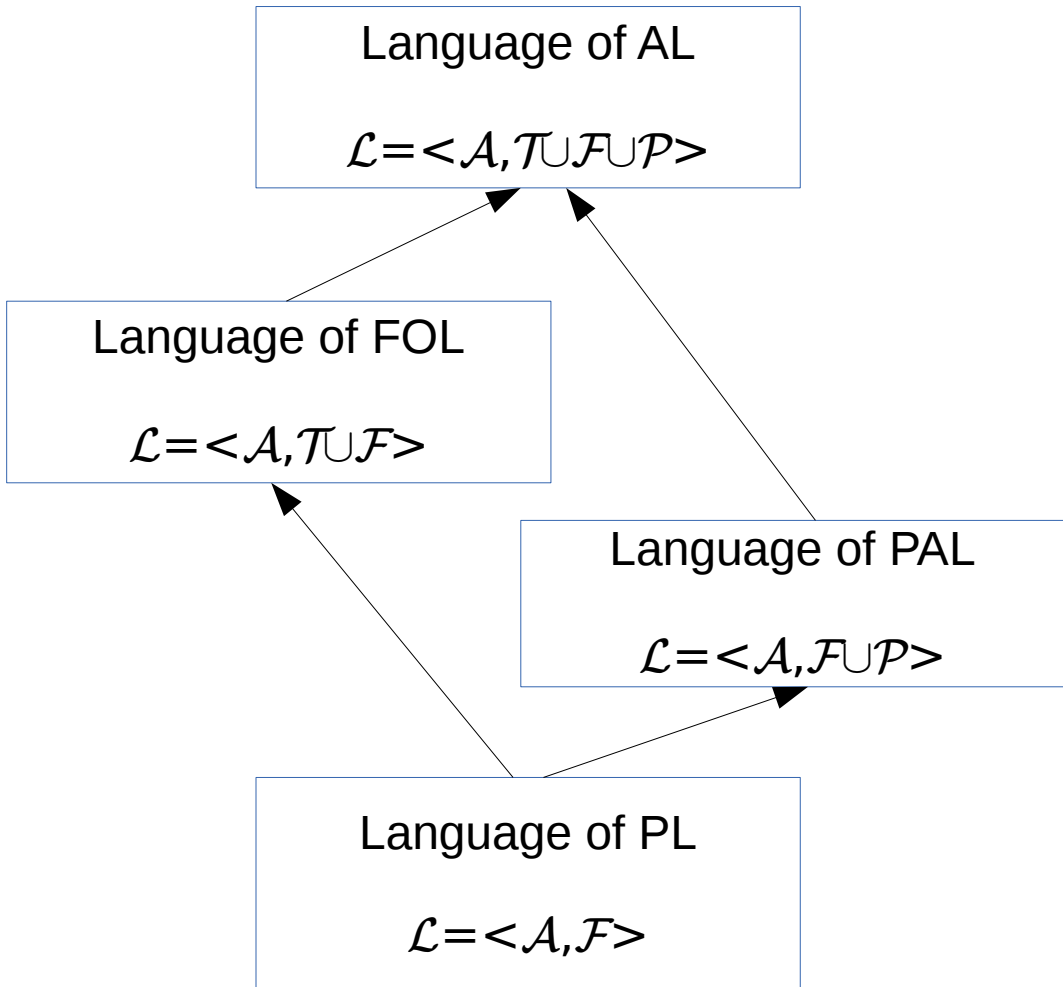 Language of AL
ℒ=<𝒜,𝒯∪ℱ∪𝒫>
Language of FOL
ℒ=<𝒜,𝒯∪ℱ>
Language of PAL
ℒ=<𝒜,ℱ∪𝒫>
Language of PL
ℒ=<𝒜,ℱ>